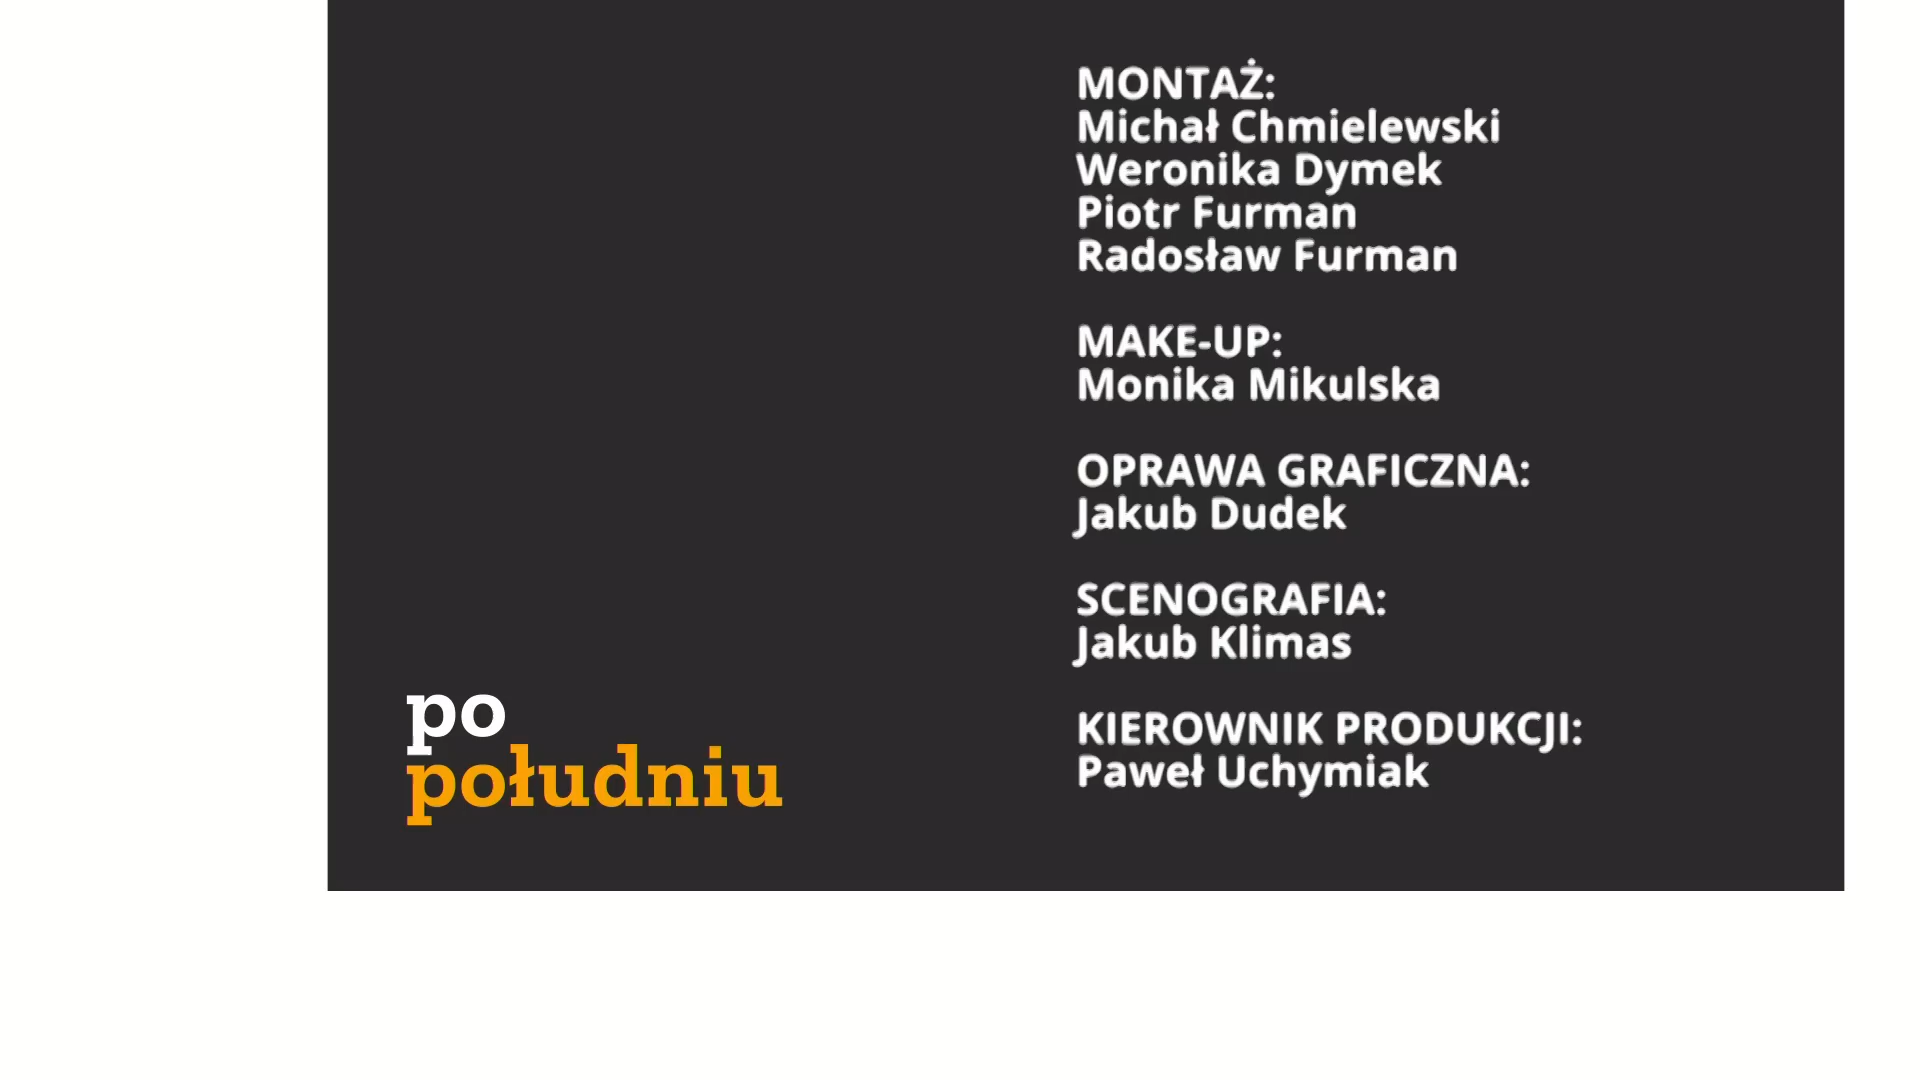 MONTAŻ:
Michał Chmielewski
Weronika Dymek
Piotr Furman
Radosław Furman
MAKE-UP:
Monika Mikulska
OPRAWA GRAFICZNA:
Jakub Dudek
SCENOGRAFIA:
Jakub Klimas
KIEROWNIK PRODUKCJI:
Paweł Uchymiak
po
południu